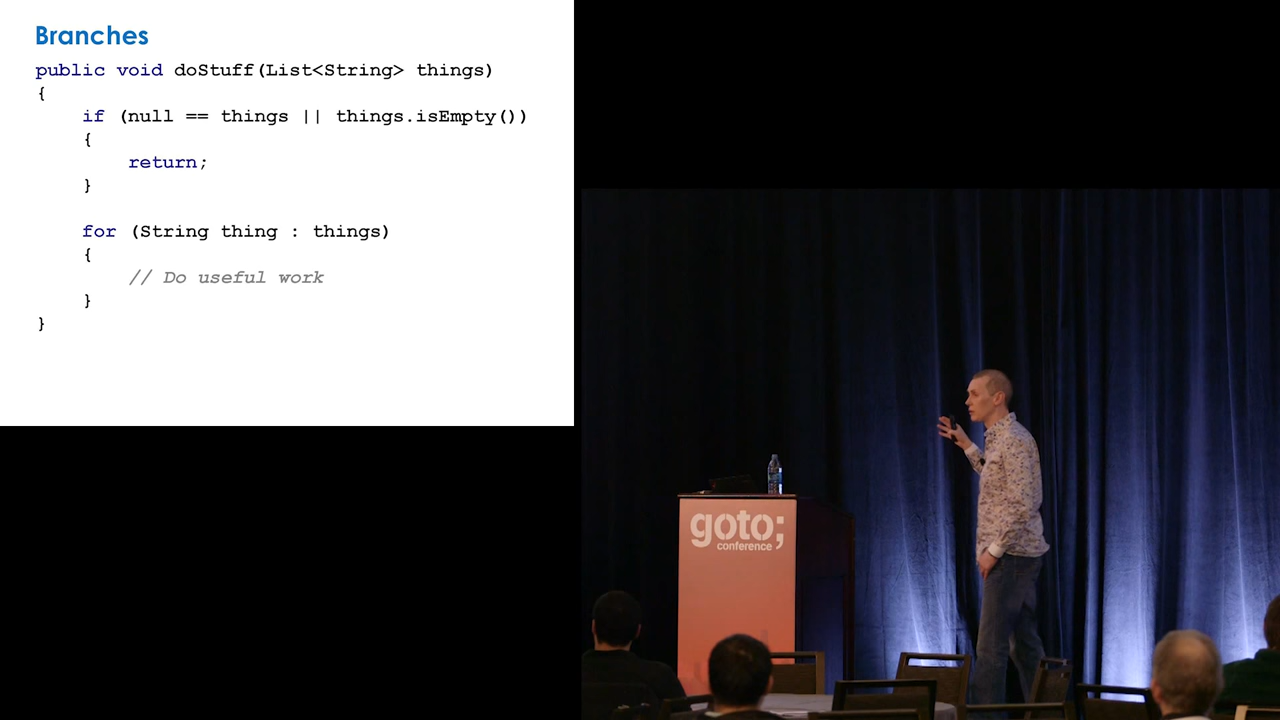 Branches
public void doStuff(List<String> things)
{
    if (null == things || things.isEmpty())
    {
        return;
    }

    for (String thing : things)
    {
        // Do useful work
    }
}
goto;
conference